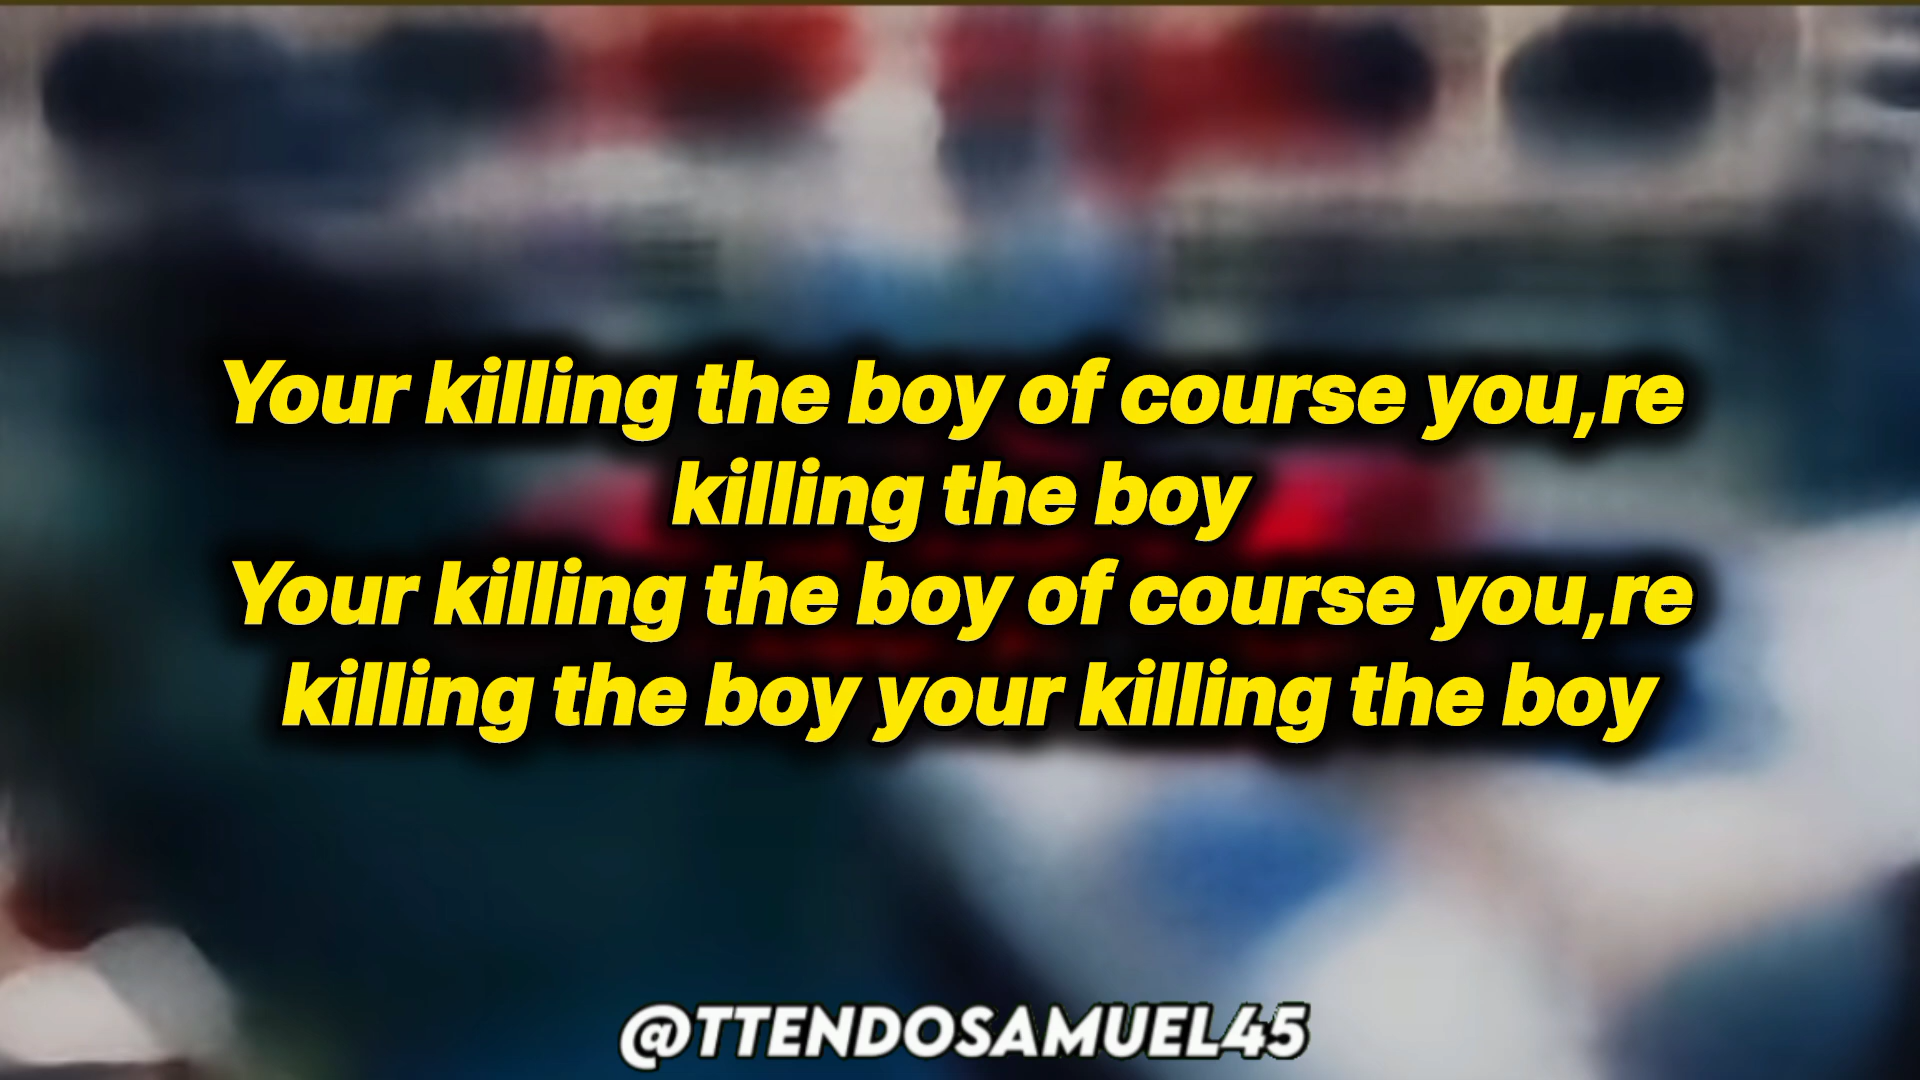 Your killing the boy of course you,re
killing the boy
Your killing the boy of course you,re
killing the boy your killing the boy
@TTENDOSAMUEL45